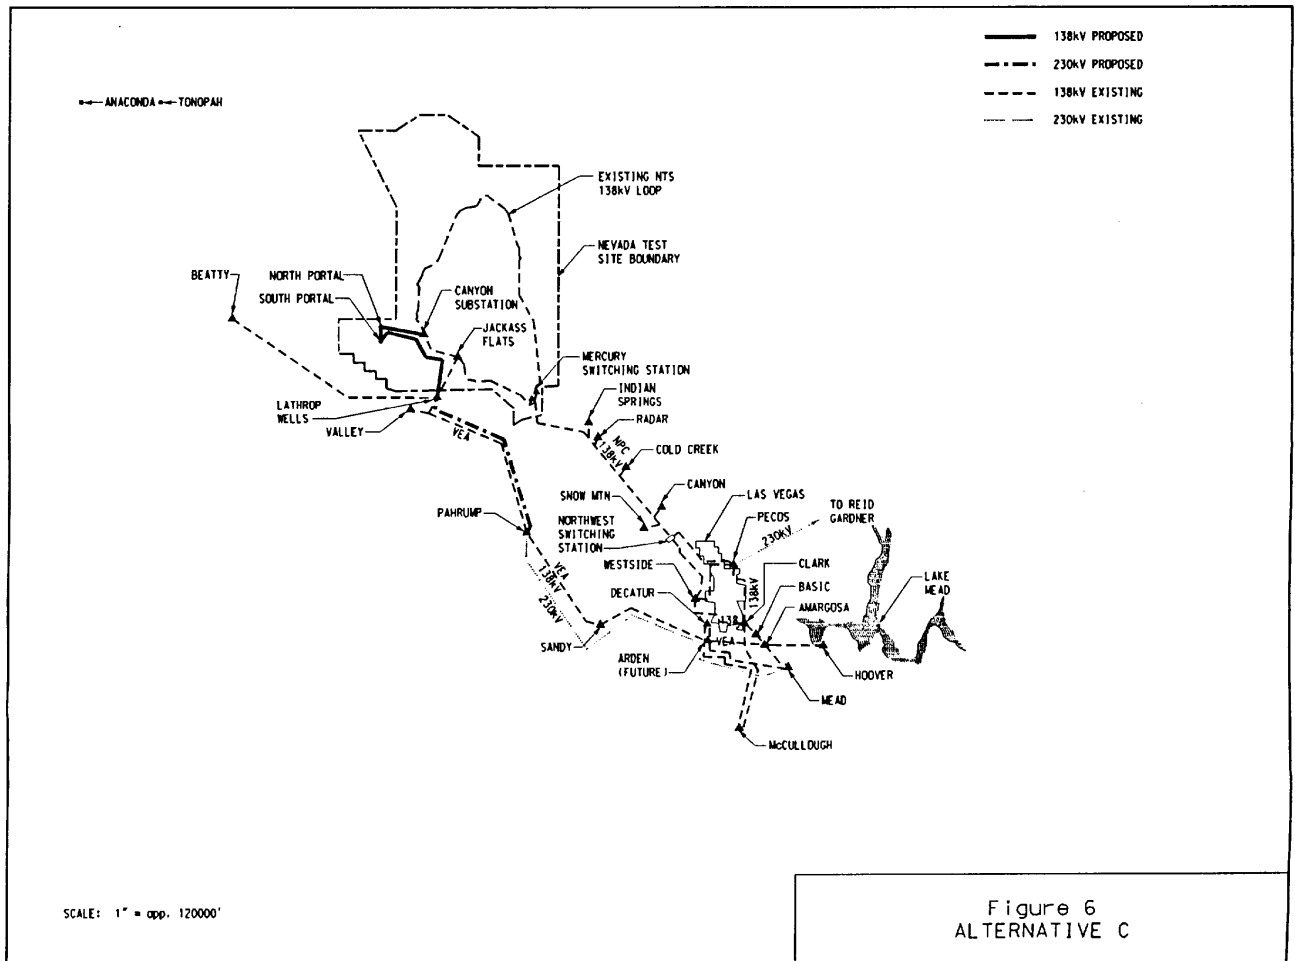 138kV PROPOSED
230kV PROPOSED
138kV EXISTING
230kV EXISTING
ANACONDA
TONOPAH
EXISTING NTS
138kV LOOP
NEVADA TEST
SITE BOUNDARY
BEATTY
NORTH PORTAL
SOUTH PORTAL
CANYON
SUBSTATION
JACKASS
FLATS
MERCURY
SWITCHING STATION
INDIAN
SPRINGS
RADAR
LATHROP
WELLS
VALLEY
VEA
NPC
138kV
COLD CREEK
CANYON
SNOW MTN
LAS VEGAS
PAHRUMP
NORTHWEST
SWITCHING
STATION
PECOS
TO REID
GARDNER
230kV
WESTSIDE
CLARK
VEA
138kV
230kV
DECATUR
138kV
BASIC
LAKE
MEAD
AMARGOSA
138
VEA
SANDY
ARDEN
(FUTURE)
HOOVER
MEAD
McCULLOUGH
SCALE: 1" = app. 120000'
Figure 6
ALTERNATIVE C